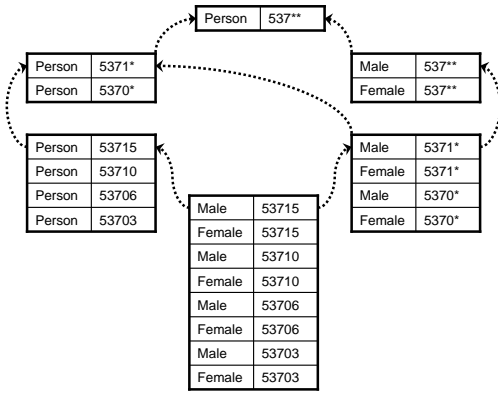 Person 537**
Person 5371*
Person 5370*
Male 537**
Female 537**
Person 53715
Person 53710
Person 53706
Person 53703
Male 5371*
Female 5371*
Male 5370*
Female 5370*
Male 53715
Female 53715
Male 53710
Female 53710
Male 53706
Female 53706
Male 53703
Female 53703